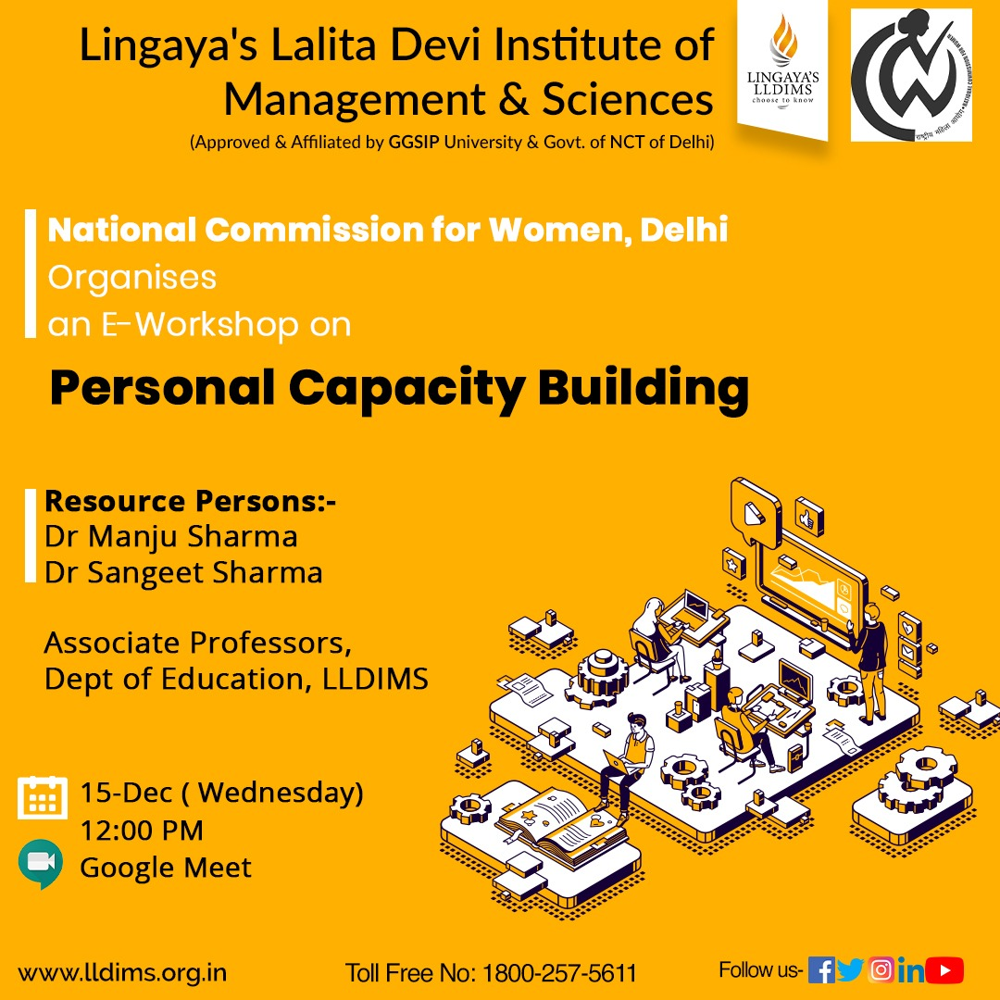 Lingaya's Lalita Devi Institute of
Management & Sciences
(Approved & Affiliated by GGSIP University & Govt. of NCT of Delhi)
LINGAYA'S
LLDIMS
choose to know
राष्ट्रीय महिला आयोग • NATIONAL COMMISSION FOR WOMEN
National Commission for Women, Delhi
Organises
an E-Workshop on
Personal Capacity Building
Resource Persons:-
Dr Manju Sharma
Dr Sangeet Sharma
Associate Professors,
Dept of Education, LLDIMS
15-Dec ( Wednesday)
12:00 PM
Google Meet
www.lldims.org.in
Toll Free No: 1800-257-5611
Follow us-